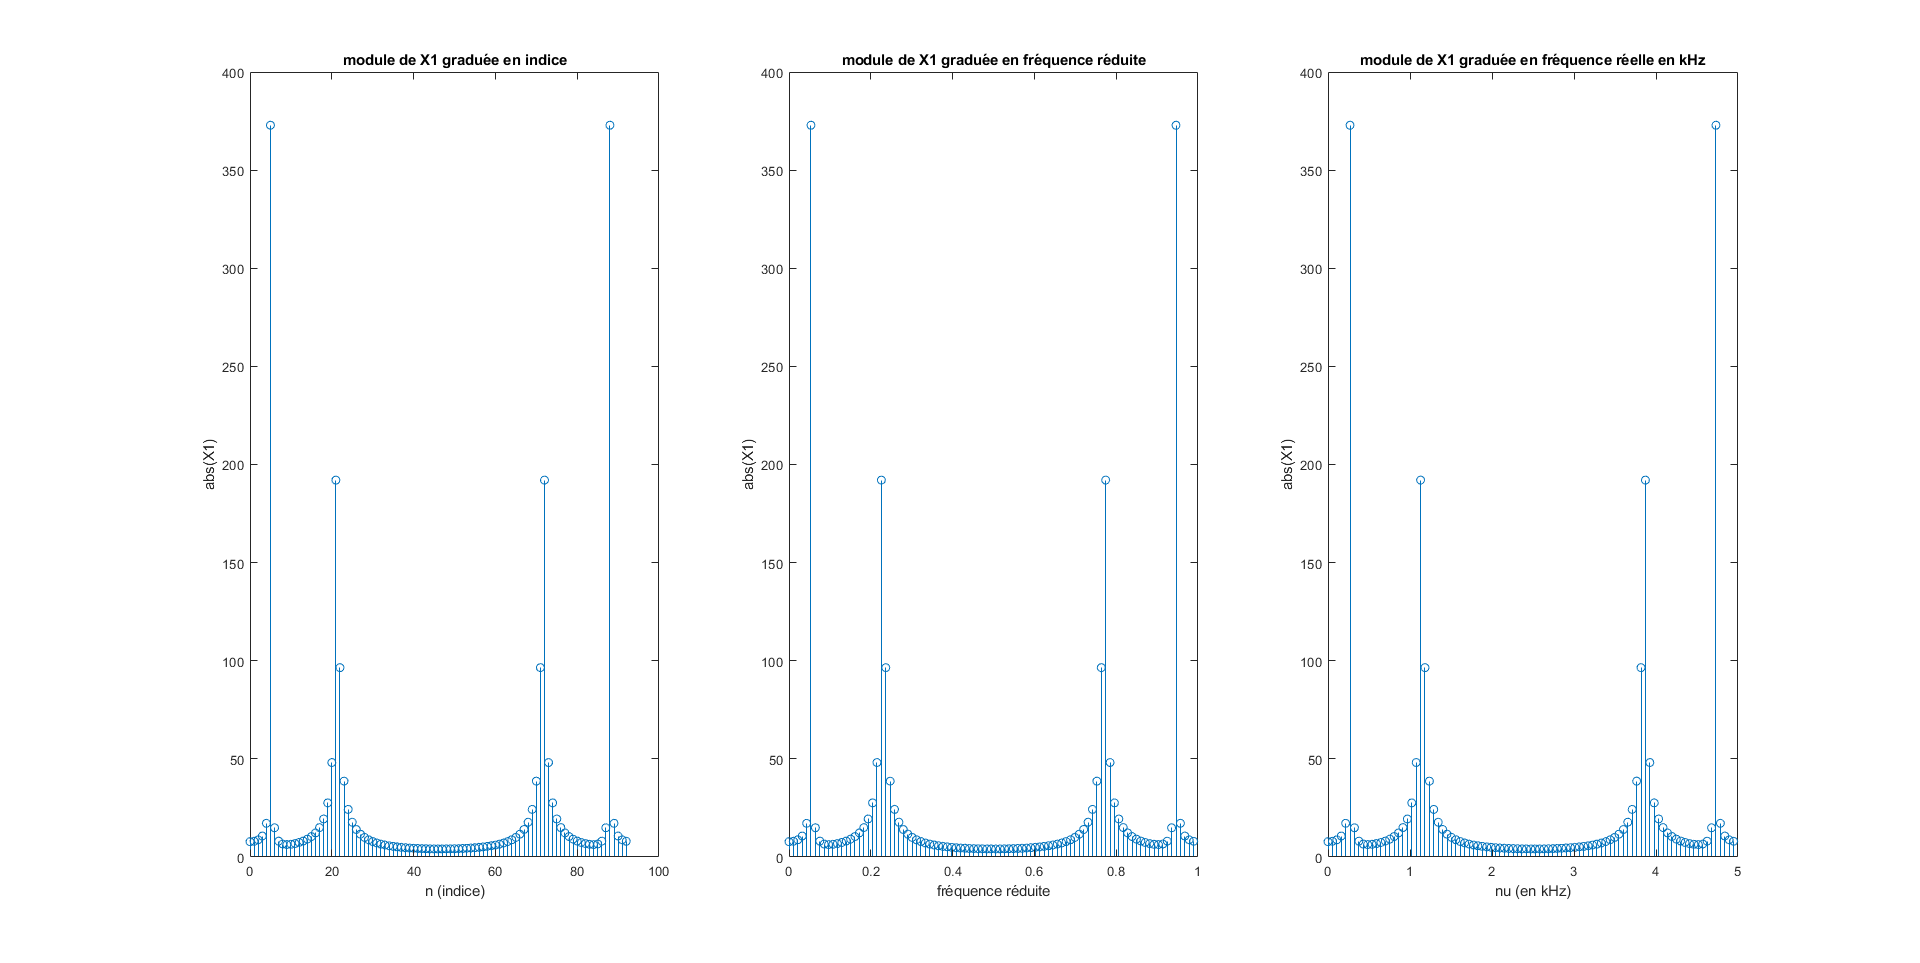 module de X1 graduée en indice
400
350
300
250
200
150
100
50
0
abs(X1)
0 20 40 60 80 100
n (indice)
module de X1 graduée en fréquence réduite
400
350
300
250
200
150
100
50
0
abs(X1)
0 0.2 0.4 0.6 0.8 1
fréquence réduite
module de X1 graduée en fréquence réelle en kHz
400
350
300
250
200
150
100
50
0
abs(X1)
0 1 2 3 4 5
nu (en kHz)